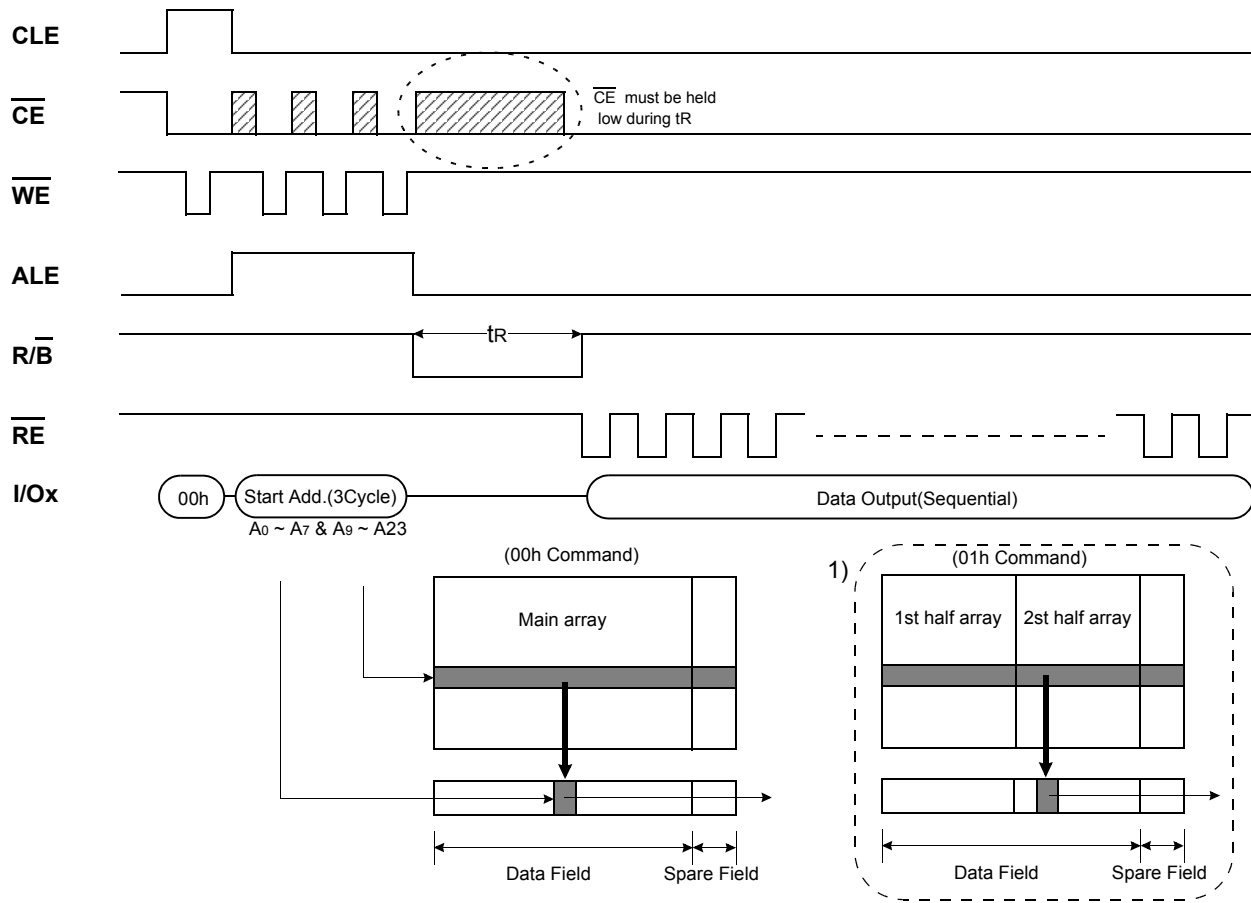 CLE
CE
CE must be held
low during tR
WE
ALE
R/B
tR
RE
I/Ox
00h
Start Add.(3Cycle)
Data Output(Sequential)
A0 ~ A7 & A9 ~ A23
(00h Command)
Main array
Data Field
Spare Field
1)
(01h Command)
1st half array
2st half array
Data Field
Spare Field